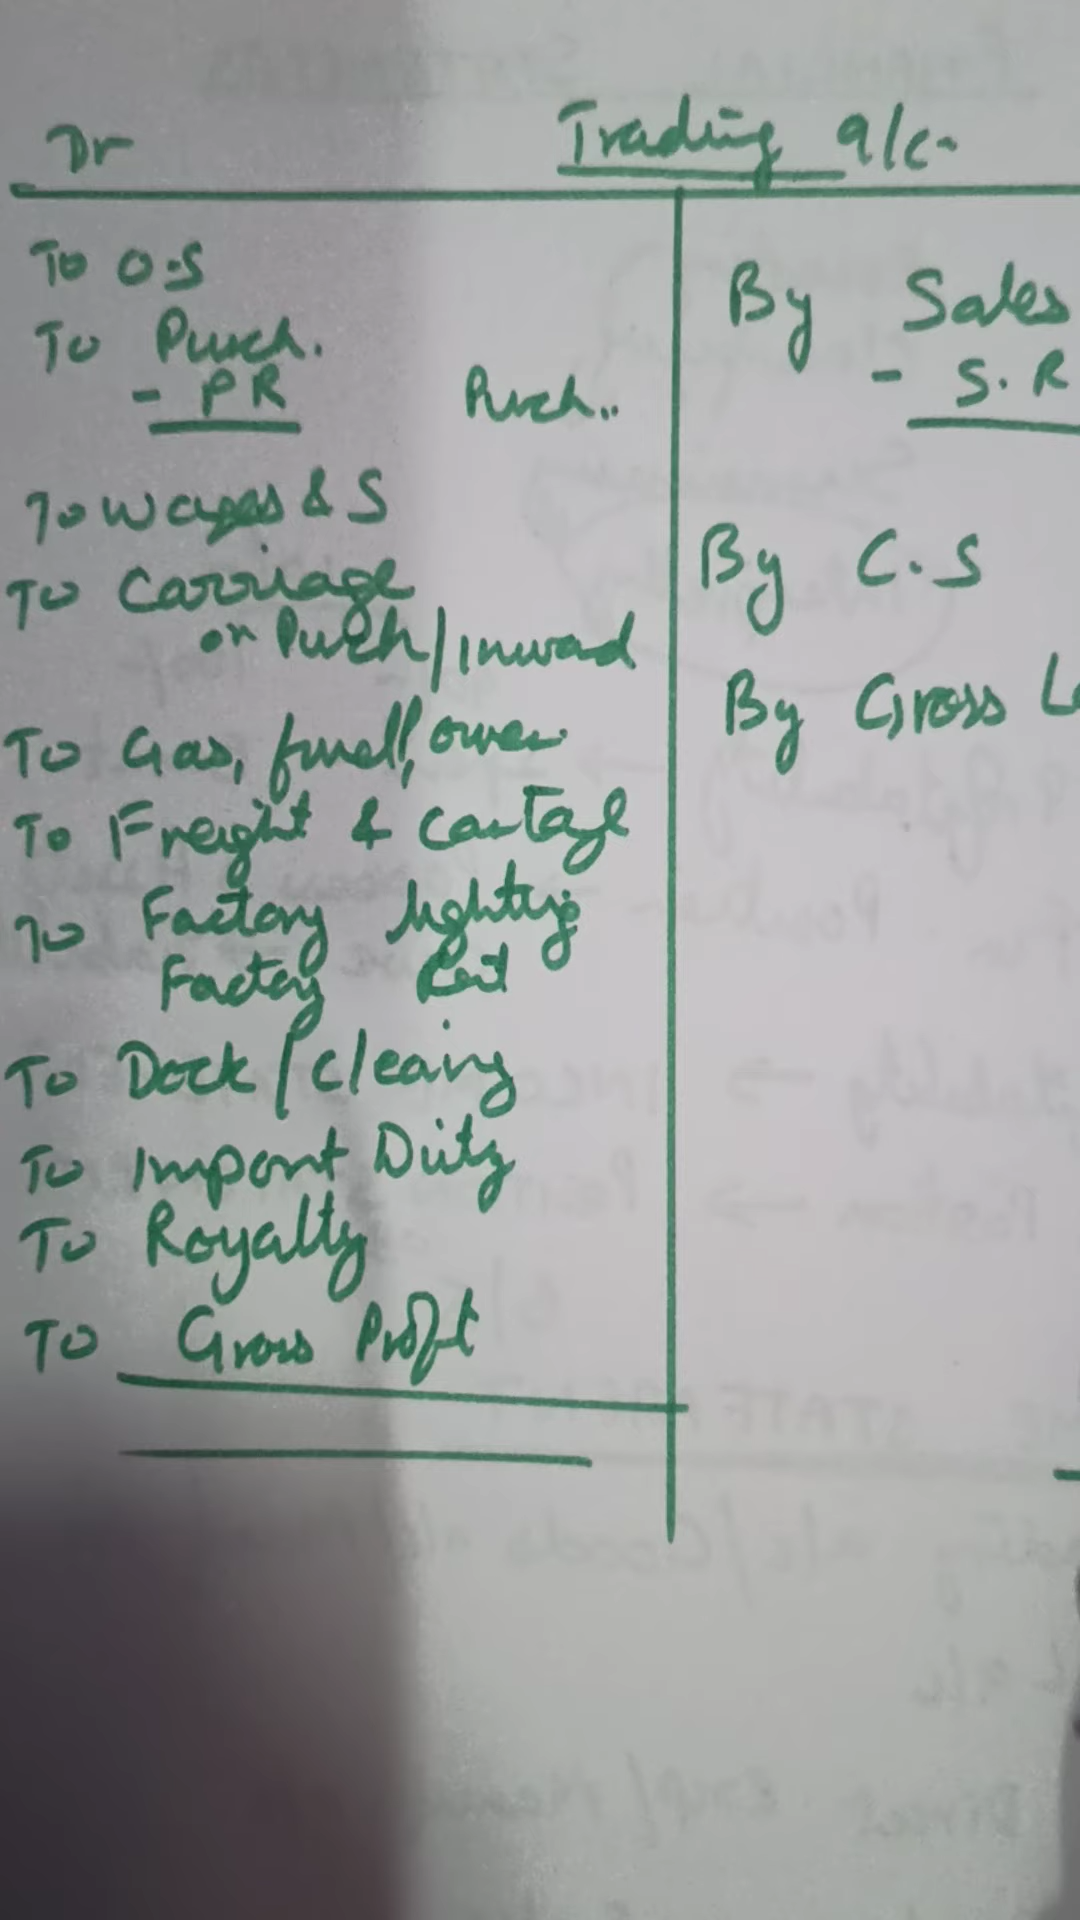 Dr
Trading a/c-
To O.S
To Purch.
- PR
Purch..
To Wages & S
To Carriage
on Purch/Inward
To Gas, fuel, Power
To Freight & Cartage
To Factory lighting
Factory Rent
To Dock/Clearing
To Import Duty
To Royalty
To Gross Profit
By Sales
- S.R
By C.S
By Gross Lo